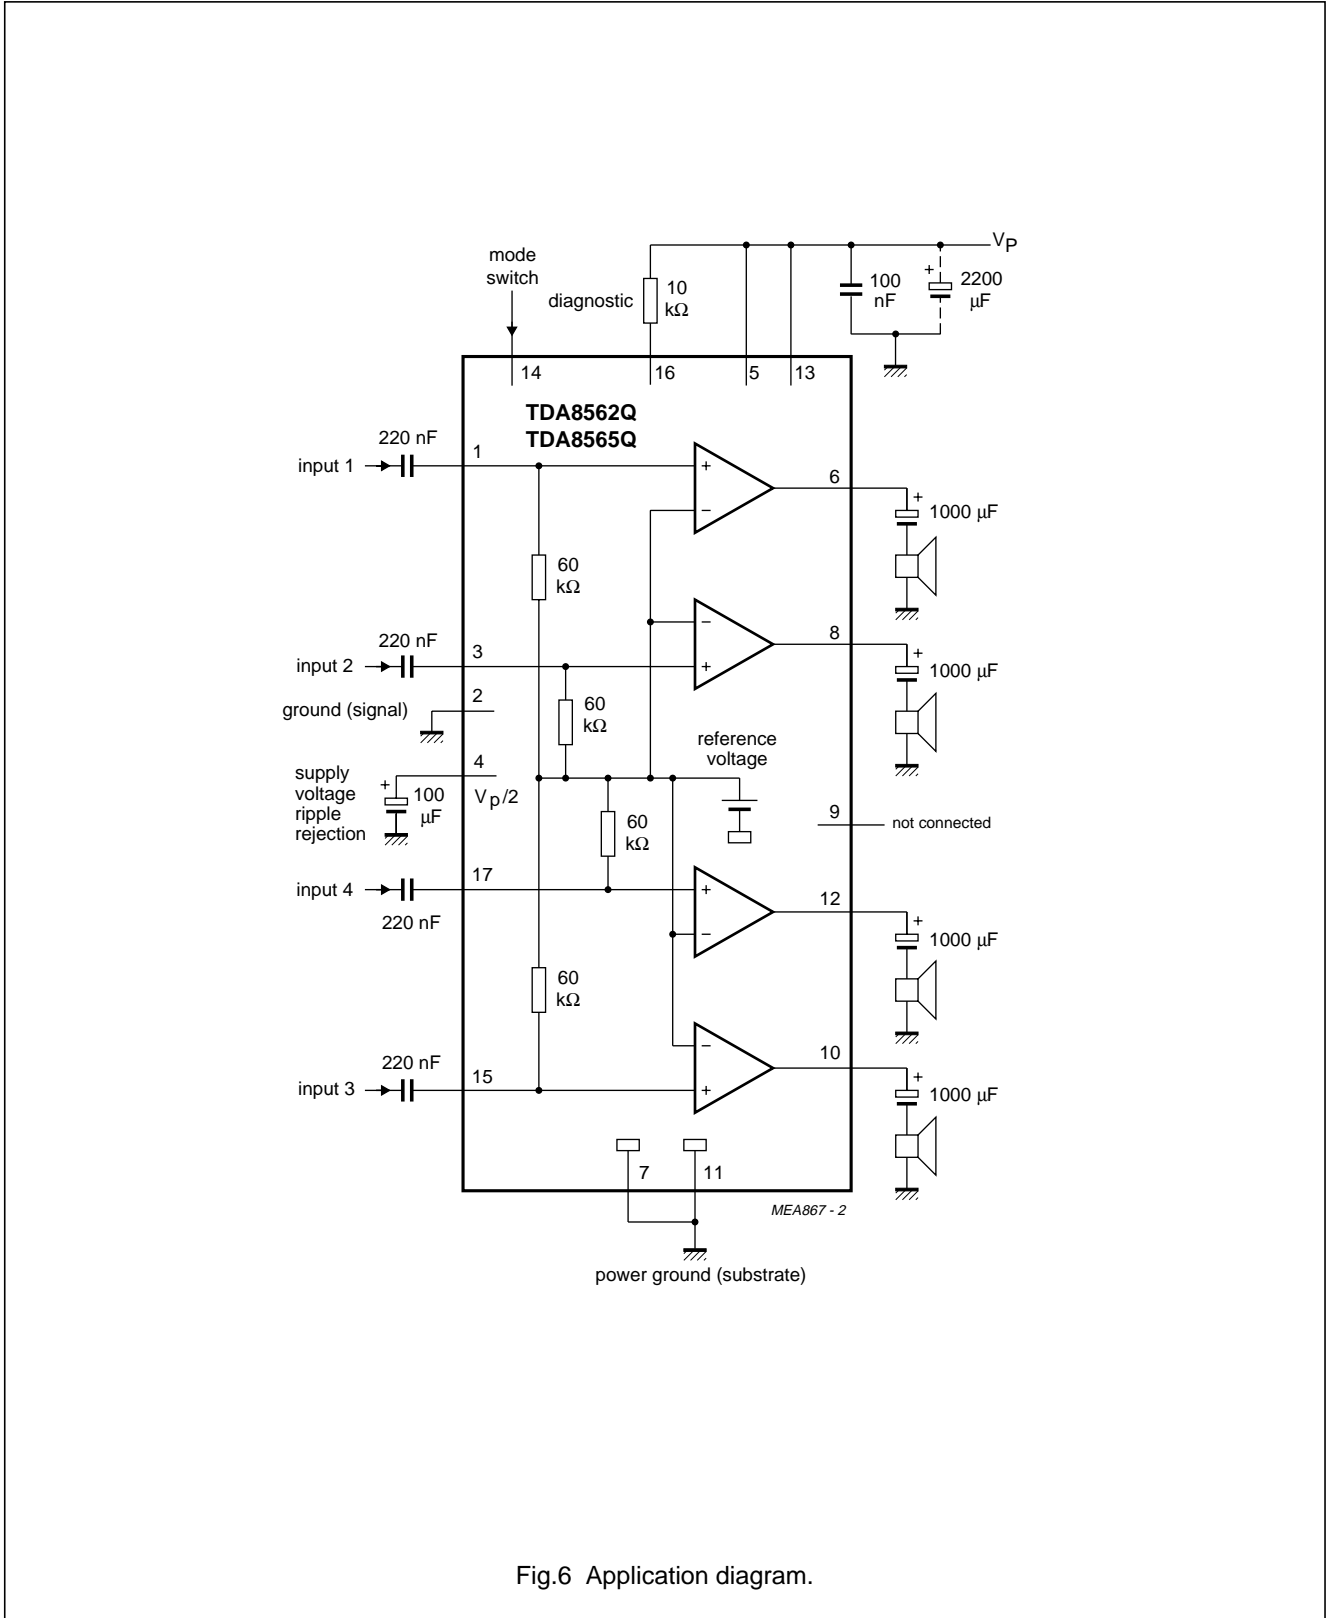 VP
mode
switch
diagnostic
10
kΩ
100
nF
+
2200
µF
14
16
5
13
TDA8562Q
TDA8565Q
220 nF
input 1
1
+
−
6
+
1000 µF
60
kΩ
220 nF
input 2
3
−
+
8
+
1000 µF
2
ground (signal)
60
kΩ
reference
voltage
4
supply
voltage
ripple
rejection
+
100
µF
Vp/2
60
kΩ
9
not connected
17
input 4
220 nF
+
−
12
+
1000 µF
60
kΩ
220 nF
input 3
15
−
+
10
+
1000 µF
7
11
MEA867 - 2
power ground (substrate)
Fig.6 Application diagram.